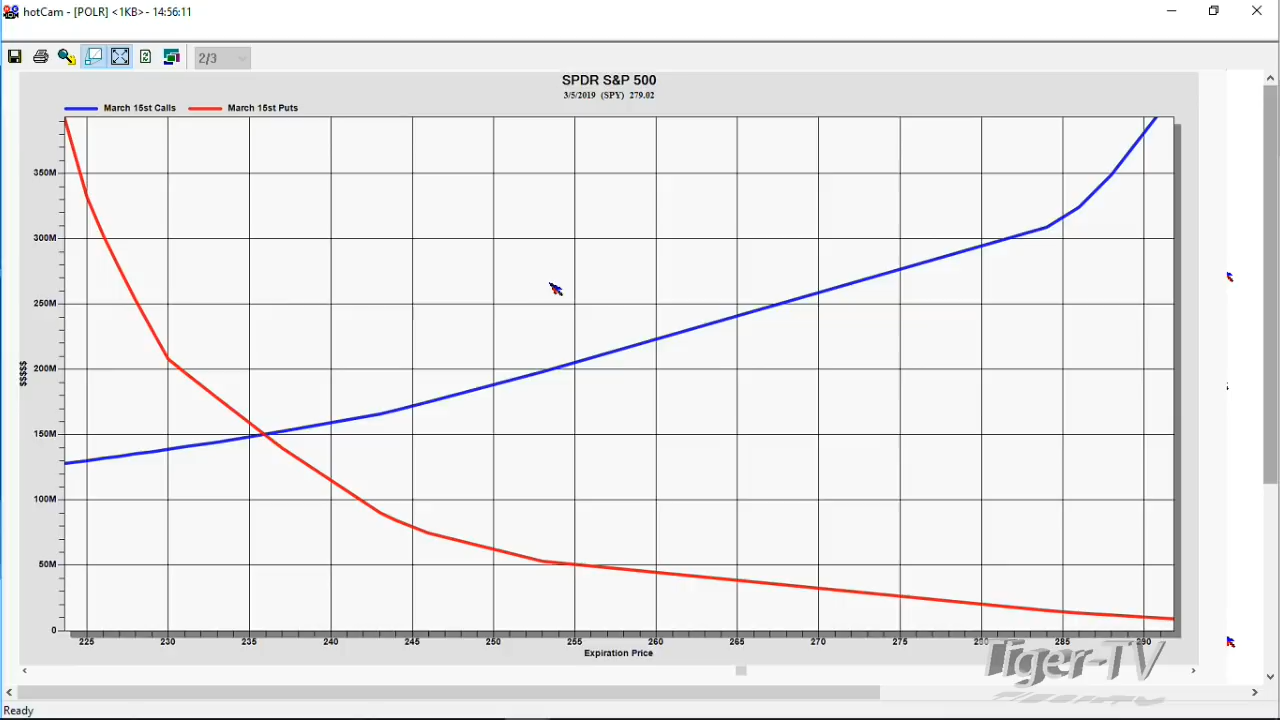 hotCam - [POLR] <1KB> - 14:56:11
2/3
SPDR S&P 500
3/5/2019 (SPY) 279.02
March 15st Calls
March 15st Puts
350M
300M
250M
200M
150M
100M
50M
0
$$$$$
225 230 235 240 245 250 255 260 265 270 275 280 285 290
Expiration Price
Tiger-TV
Ready